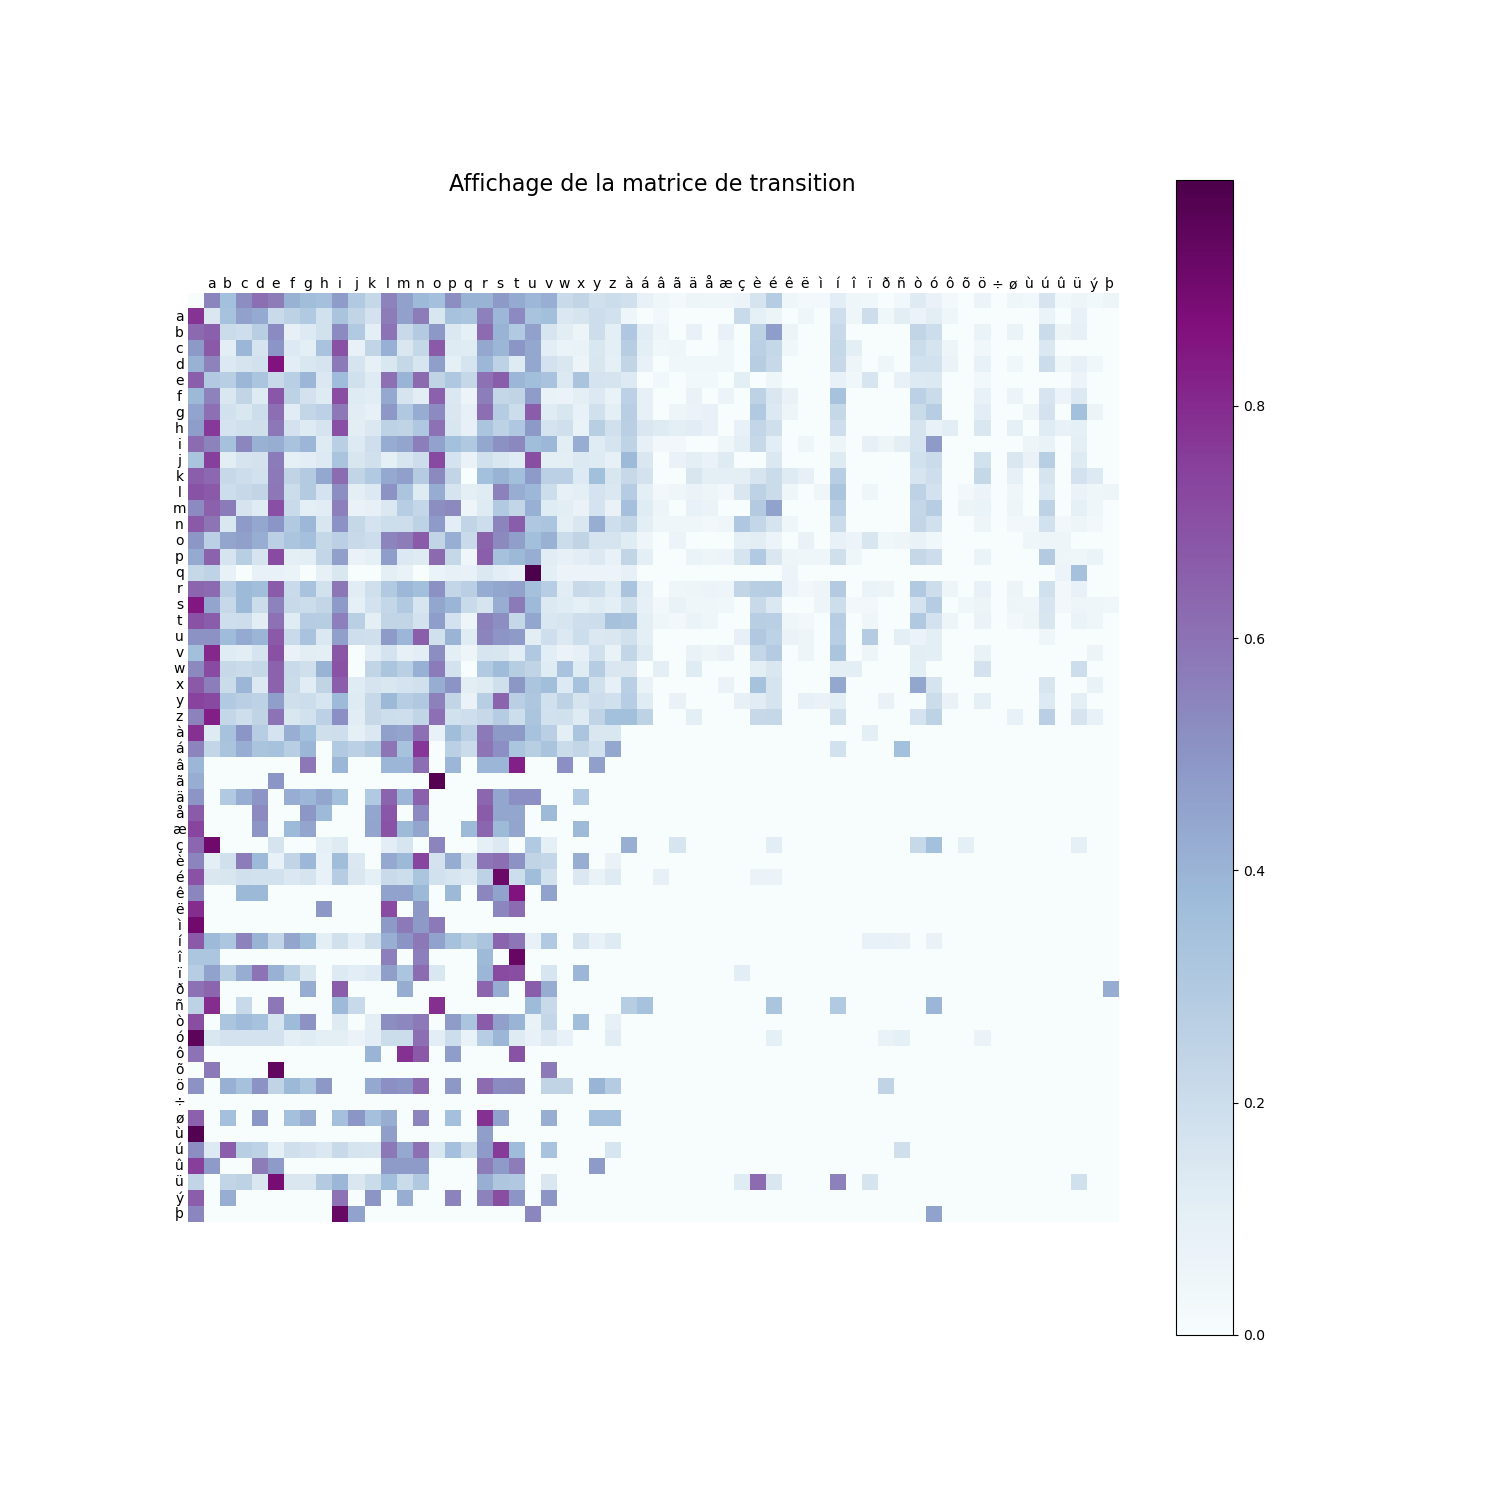 Affichage de la matrice de transition
a b c d e f g h i j k l m n o p q r s t u v w x y z à á â ã ä å æ ç è é ê ë ì í î ï ð ñ ò ó ô õ ö ÷ ø ù ú û ü ý þ
a
b
c
d
e
f
g
h
i
j
k
l
m
n
o
p
q
r
s
t
u
v
w
x
y
z
à
á
â
ã
ä
å
æ
ç
è
é
ê
ë
ì
í
î
ï
ð
ñ
ò
ó
ô
õ
ö
÷
ø
ù
ú
û
ü
ý
þ
0.8
0.6
0.4
0.2
0.0